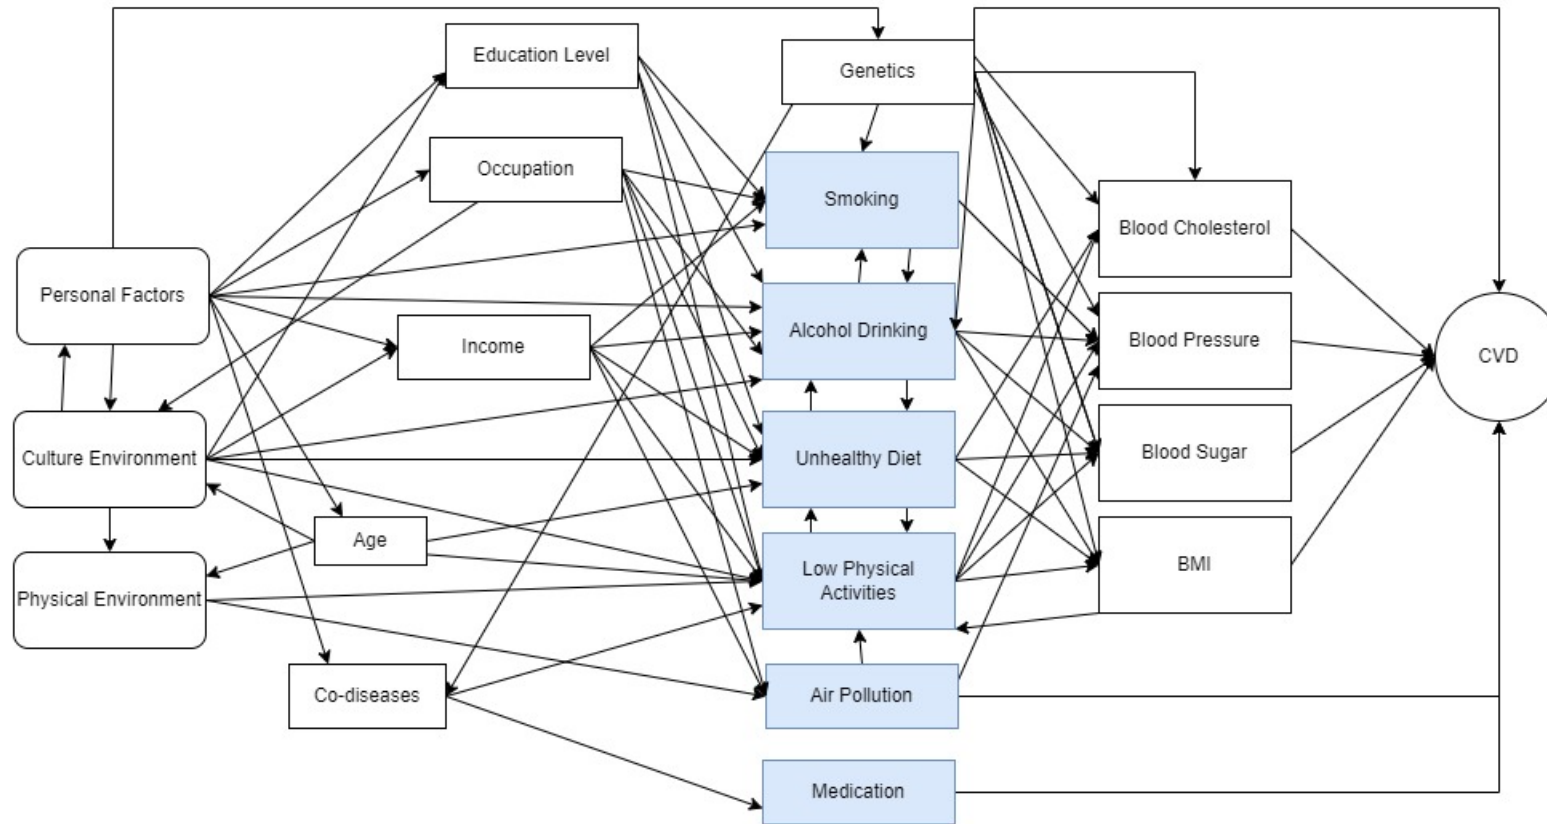 Education Level
Genetics
Occupation
Smoking
Blood Cholesterol
Personal Factors
Alcohol Drinking
Blood Pressure
Income
CVD
Culture Environment
Unhealthy Diet
Blood Sugar
Age
Low Physical
Activities
BMI
Physical Environment
Co-diseases
Air Pollution
Medication